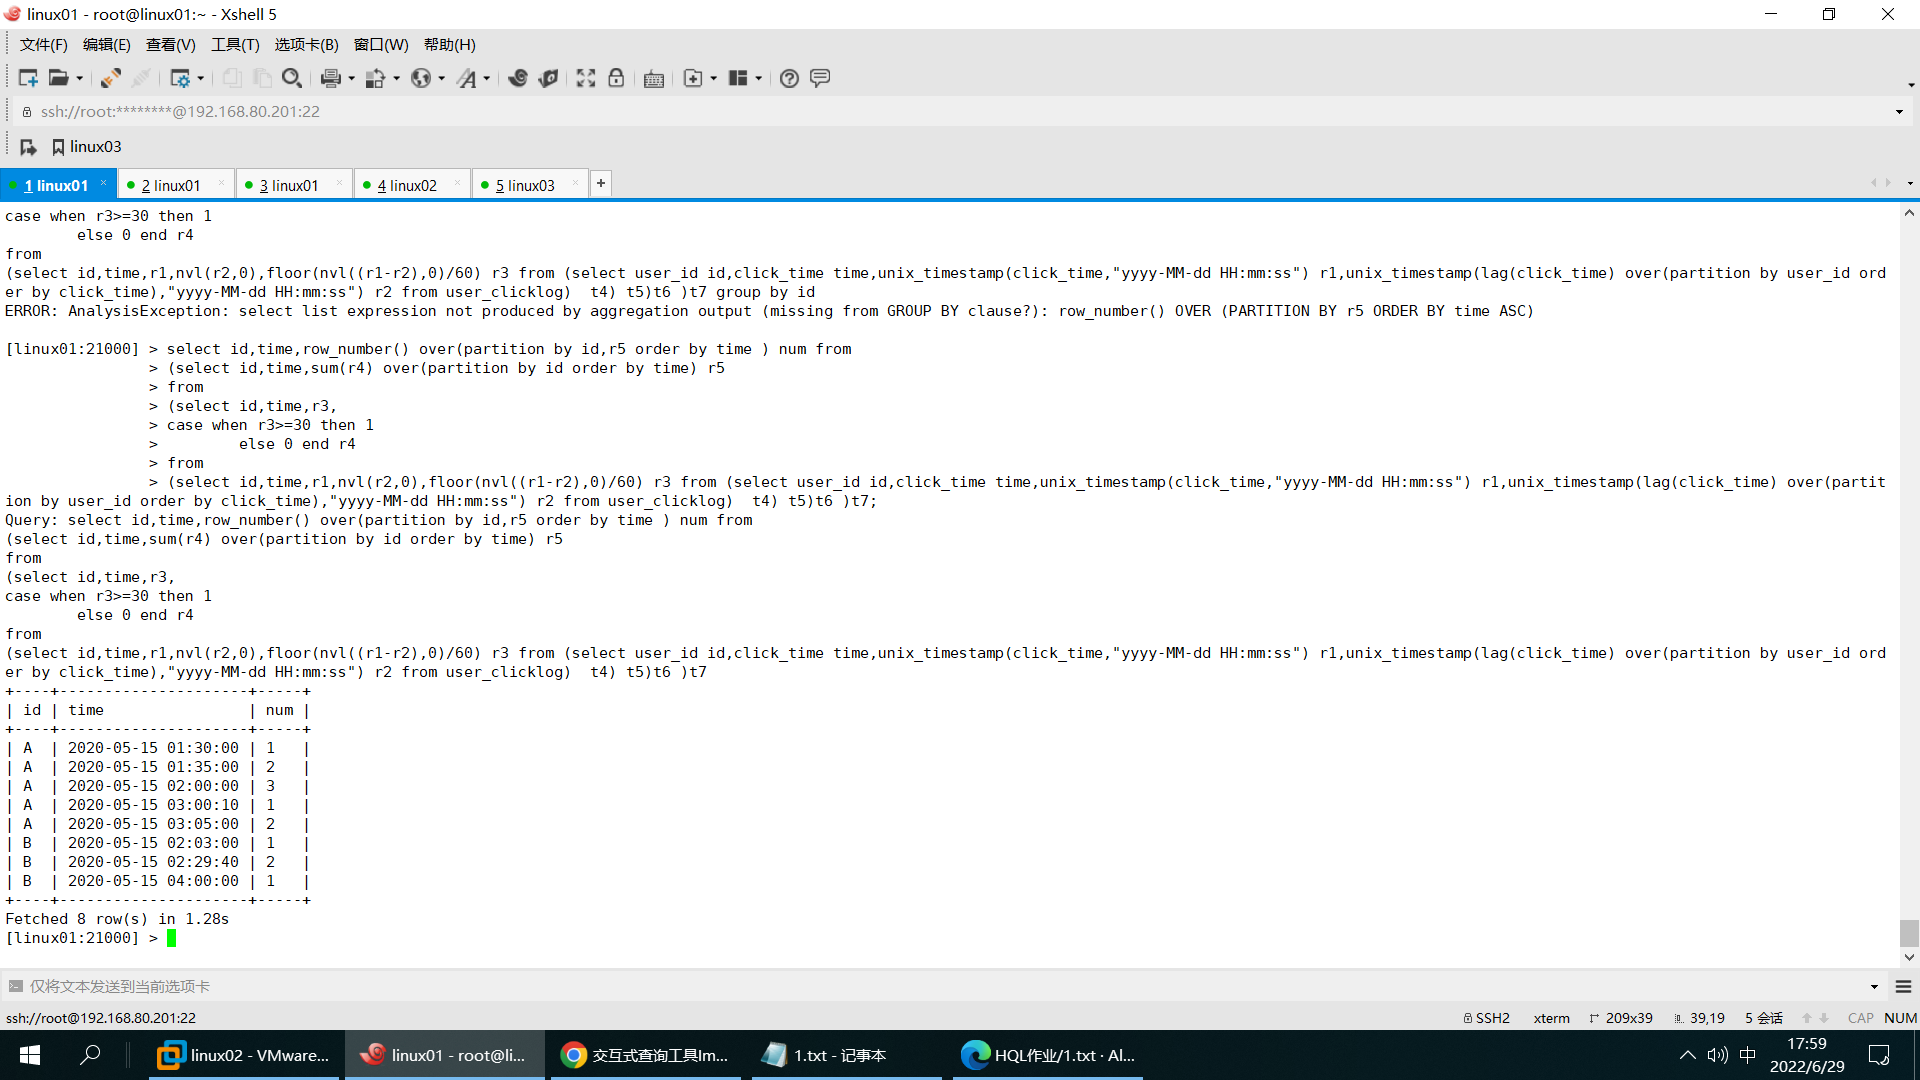 linux01 - root@linux01:~ - Xshell 5
文件(F) 编辑(E) 查看(V) 工具(T) 选项卡(B) 窗口(W) 帮助(H)
ssh://root:********@192.168.80.201:22
linux03
1 linux01 × 2 linux01 × 3 linux01 × 4 linux02 × 5 linux03 × +
case when r3>=30 then 1
        else 0 end r4
from
(select id,time,r1,nvl(r2,0),floor(nvl((r1-r2),0)/60) r3 from (select user_id id,click_time time,unix_timestamp(click_time,"yyyy-MM-dd HH:mm:ss") r1,unix_timestamp(lag(click_time) over(partition by user_id ord
er by click_time),"yyyy-MM-dd HH:mm:ss") r2 from user_clicklog)  t4) t5)t6 )t7 group by id
ERROR: AnalysisException: select list expression not produced by aggregation output (missing from GROUP BY clause?): row_number() OVER (PARTITION BY r5 ORDER BY time ASC)
[linux01:21000] > select id,time,row_number() over(partition by id,r5 order by time ) num from
                > (select id,time,sum(r4) over(partition by id order by time) r5
                > from
                > (select id,time,r3,
                > case when r3>=30 then 1
                >         else 0 end r4
                > from
                > (select id,time,r1,nvl(r2,0),floor(nvl((r1-r2),0)/60) r3 from (select user_id id,click_time time,unix_timestamp(click_time,"yyyy-MM-dd HH:mm:ss") r1,unix_timestamp(lag(click_time) over(partit
ion by user_id order by click_time),"yyyy-MM-dd HH:mm:ss") r2 from user_clicklog)  t4) t5)t6 )t7;
Query: select id,time,row_number() over(partition by id,r5 order by time ) num from
(select id,time,sum(r4) over(partition by id order by time) r5
from
(select id,time,r3,
case when r3>=30 then 1
        else 0 end r4
from
(select id,time,r1,nvl(r2,0),floor(nvl((r1-r2),0)/60) r3 from (select user_id id,click_time time,unix_timestamp(click_time,"yyyy-MM-dd HH:mm:ss") r1,unix_timestamp(lag(click_time) over(partition by user_id ord
er by click_time),"yyyy-MM-dd HH:mm:ss") r2 from user_clicklog)  t4) t5)t6 )t7
+----+---------------------+-----+
| id | time                | num |
+----+---------------------+-----+
| A  | 2020-05-15 01:30:00 | 1   |
| A  | 2020-05-15 01:35:00 | 2   |
| A  | 2020-05-15 02:00:00 | 3   |
| A  | 2020-05-15 03:00:10 | 1   |
| A  | 2020-05-15 03:05:00 | 2   |
| B  | 2020-05-15 02:03:00 | 1   |
| B  | 2020-05-15 02:29:40 | 2   |
| B  | 2020-05-15 04:00:00 | 1   |
+----+---------------------+-----+
Fetched 8 row(s) in 1.28s
[linux01:21000] >
仅将文本发送到当前选项卡
ssh://root@192.168.80.201:22 SSH2 xterm 209x39 39,19 5 会话 CAP NUM
linux02 - VMware... linux01 - root@li... 交互式查询工具Im... 1.txt - 记事本 HQL作业/1.txt · Al... 中 17:59
2022/6/29